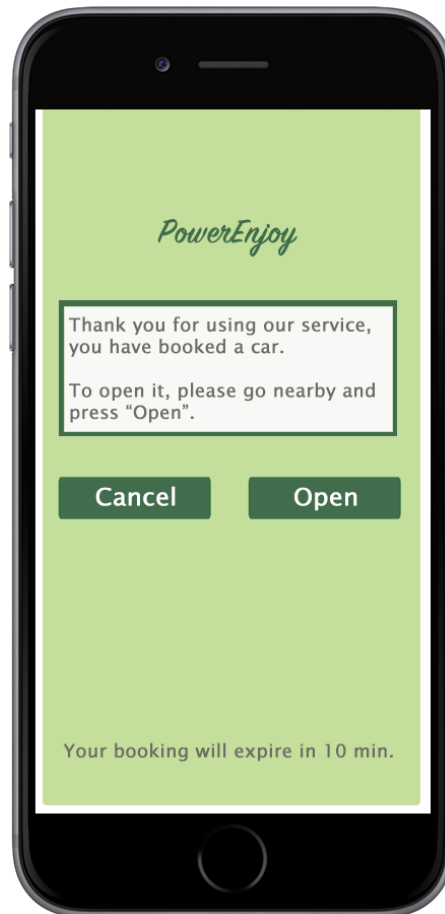 PowerEnjoy
Thank you for using our service,
you have booked a car.
To open it, please go nearby and
press “Open”.
Cancel
Open
Your booking will expire in 10 min.